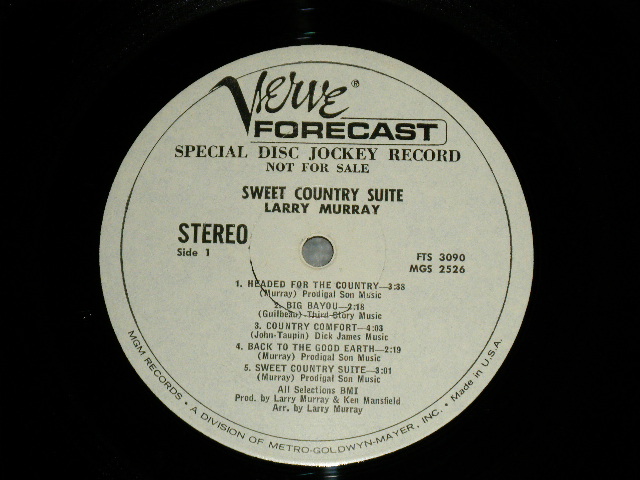 Verve®
FORECAST
SPECIAL DISC JOCKEY RECORD
NOT FOR SALE
SWEET COUNTRY SUITE
LARRY MURRAY
STEREO
Side 1
FTS 3090
MGS 2526
1. HEADED FOR THE COUNTRY—3:38
(Murray) Prodigal Son Music
2. BIG BAYOU—2:18
(Guilbeau) Third Story Music
3. COUNTRY COMFORT—4:03
(John-Taupin) Dick James Music
4. BACK TO THE GOOD EARTH—2:19
(Murray) Prodigal Son Music
5. SWEET COUNTRY SUITE—3:01
(Murray) Prodigal Son Music
All Selections BMI
Prod. by Larry Murray & Ken Mansfield
Arr. by Larry Murray
MGM RECORDS • A DIVISION OF METRO-GOLDWYN-MAYER, INC. • Made in U.S.A.